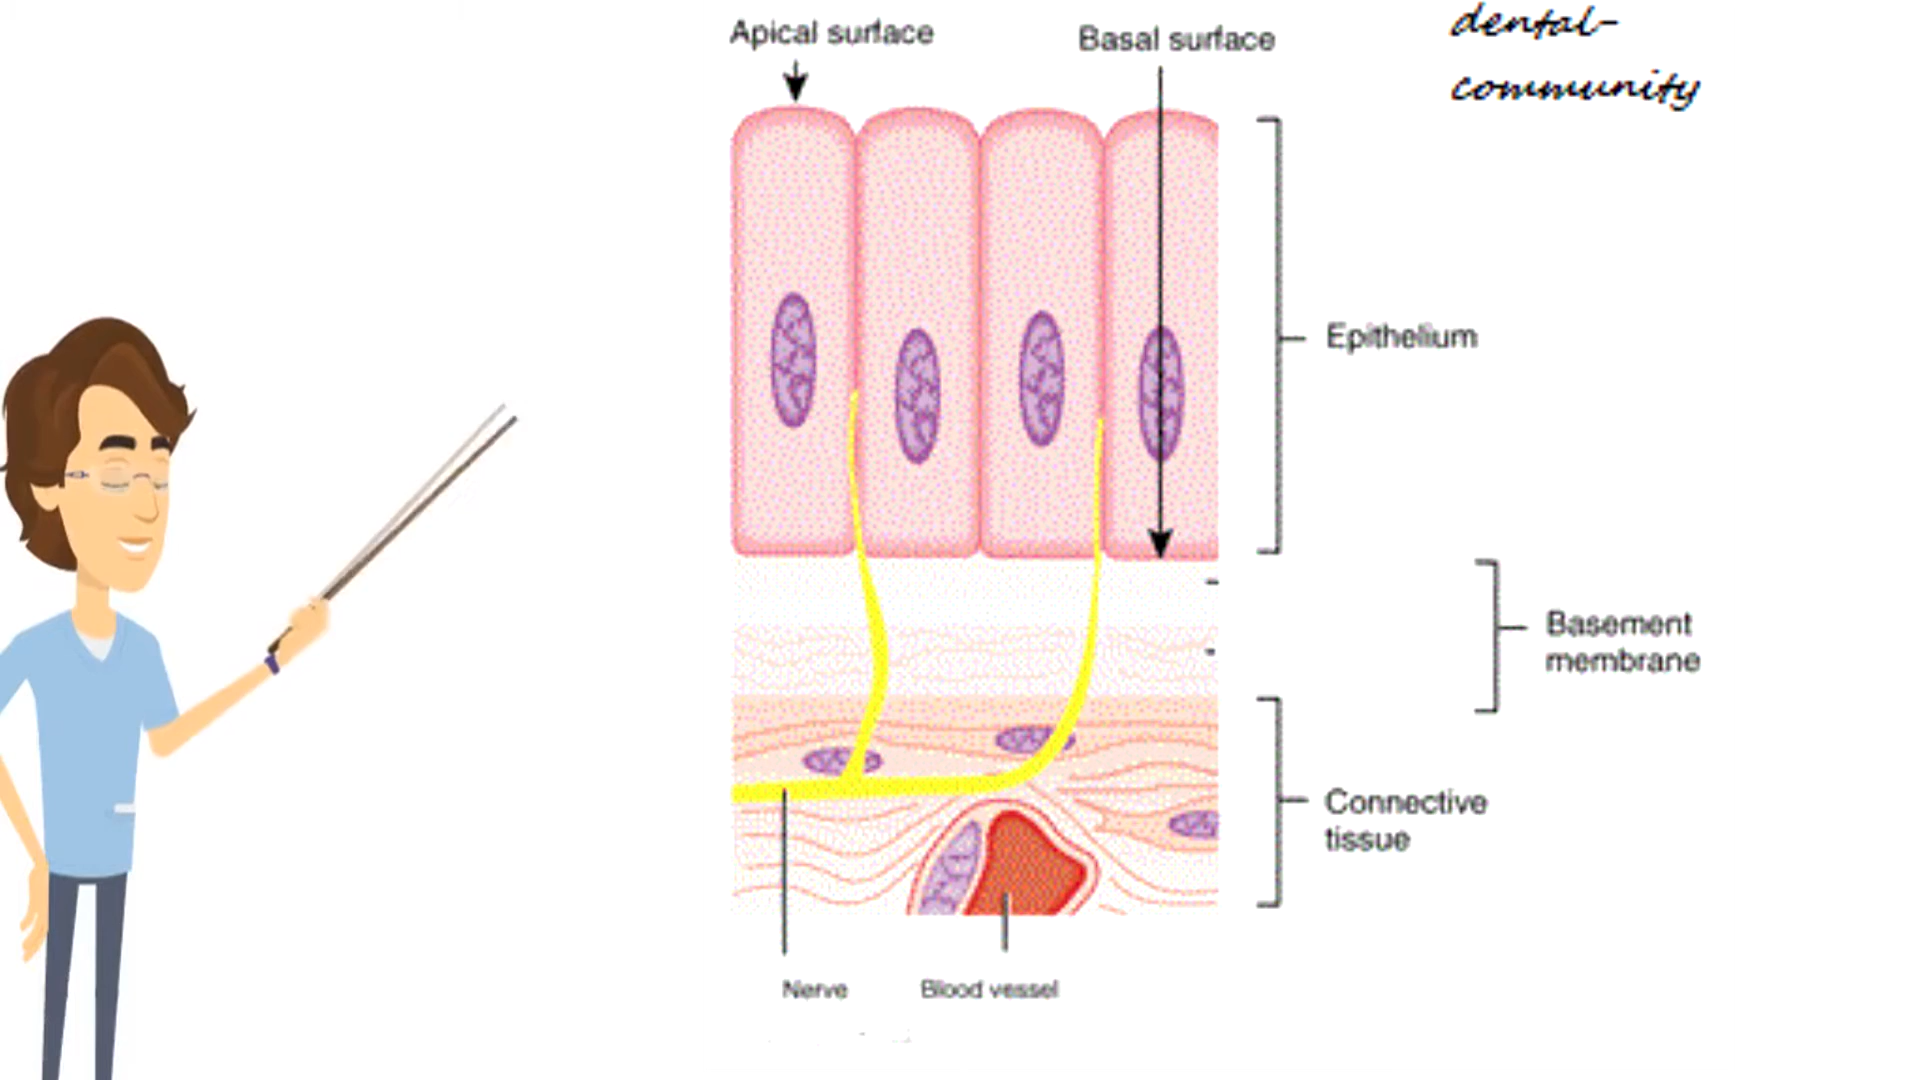 Apical surface
Basal surface
dental-
community
Epithelium
Basement
membrane
Connective
tissue
Nerve
Blood vessel